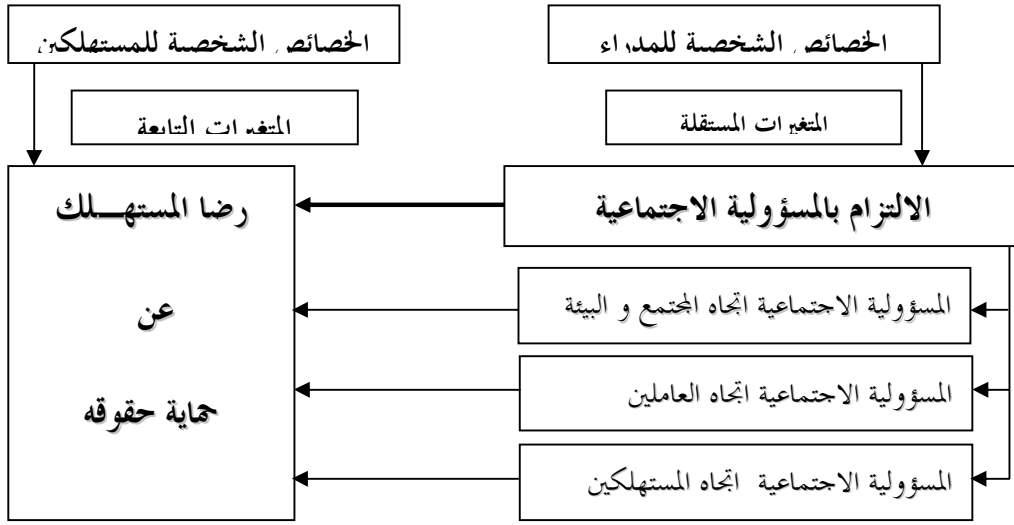 الخصائص الشخصية للمدراء
الخصائص الشخصية للمستهلكين
المتغيرات المستقلة
المتغيرات التابعة
الالتزام بالمسؤولية الاجتماعية
رضا المستهـــلك
عن
حماية حقوقه
المسؤولية الاجتماعية اتجاه المجتمع و البيئة
المسؤولية الاجتماعية اتجاه العاملين
المسؤولية الاجتماعية اتجاه المستهلكين